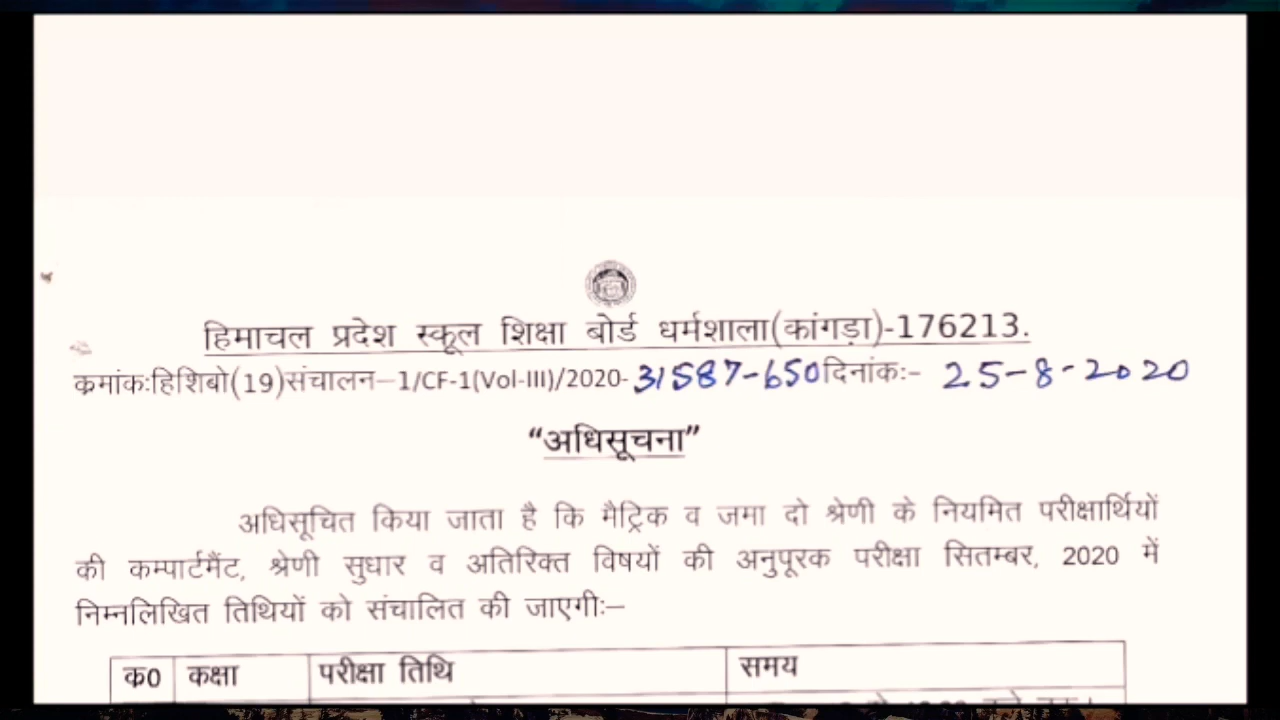 हिमाचल प्रदेश स्कूल शिक्षा बोर्ड धर्मशाला(कांगड़ा)-176213.
क्रमांकःहिशिबो(19)संचालन–1/CF-1(Vol-III)/2020- 31587-650दिनांकः- 25-8-2020
“अधिसूचना”
अधिसूचित किया जाता है कि मैट्रिक व जमा दो श्रेणी के नियमित परीक्षार्थियों
की कम्पार्टमैंट, श्रेणी सुधार व अतिरिक्त विषयों की अनुपूरक परीक्षा सितम्बर, 2020 में
निम्नलिखित तिथियों को संचालित की जाएगीः–
क0 कक्षा परीक्षा तिथि समय